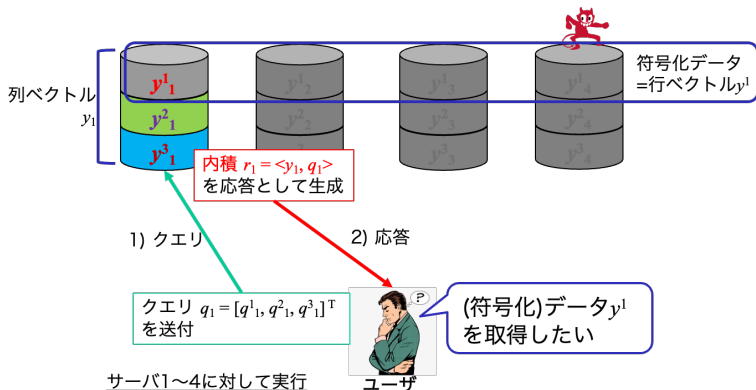 符号化データ
=行ベクトルy¹
列ベクトル
y₁
y¹₁
y¹₂
y¹₃
y¹₄
y²₁
y²₂
y²₃
y²₄
y³₁
y³₃
y³₄
内積 r₁ = <y₁, q₁>
を応答として生成
1) クエリ
2) 応答
クエリ q₁ = [q¹₁, q²₁, q³₁]ᵀ
を送付
?
(符号化)データy¹
を取得したい
サーバ1〜4に対して実行
ユーザ